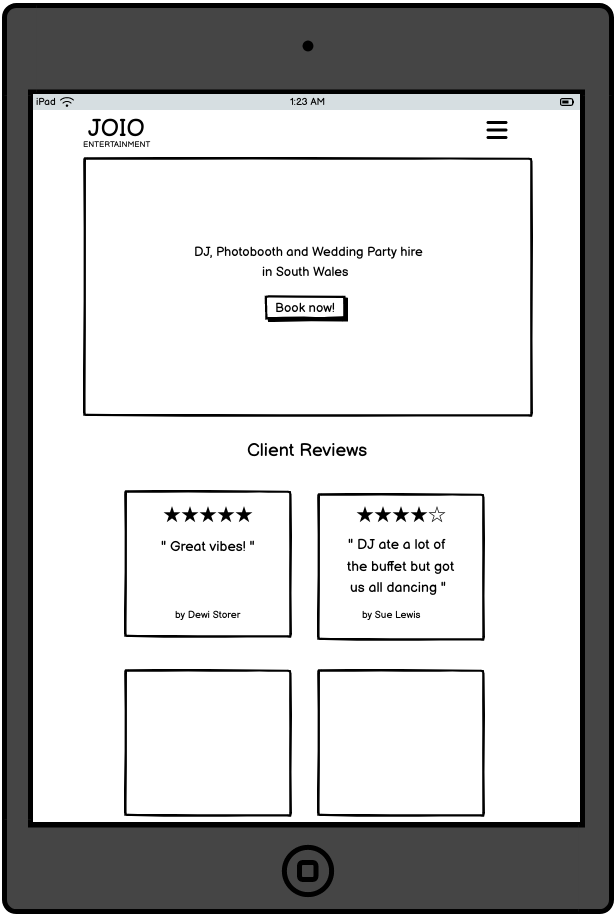 iPad 1:23 AM
JOIO
ENTERTAINMENT
DJ, Photobooth and Wedding Party hire
in South Wales
Book now!
Client Reviews
★★★★★
" Great vibes! "
by Dewi Storer
★★★★☆
" DJ ate a lot of
the buffet but got
us all dancing "
by Sue Lewis